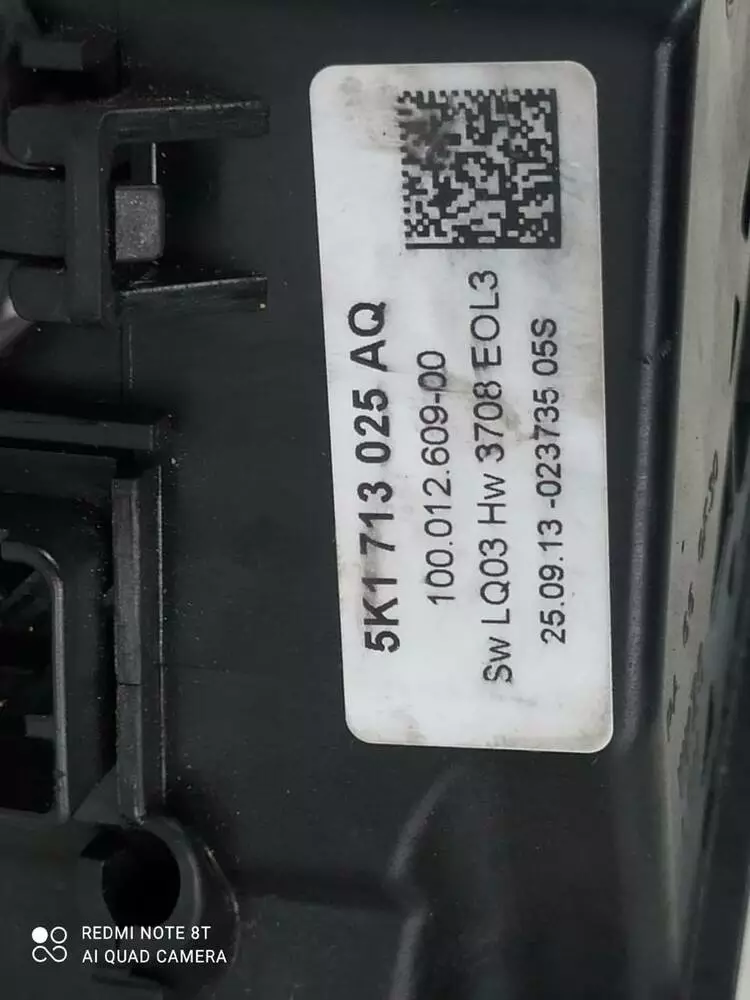 5K1 713 025 AQ
100.012.609-00
Sw LQ03 Hw 3708 EOL3
25.09.13 -023735 05S
REDMI NOTE 8T
AI QUAD CAMERA